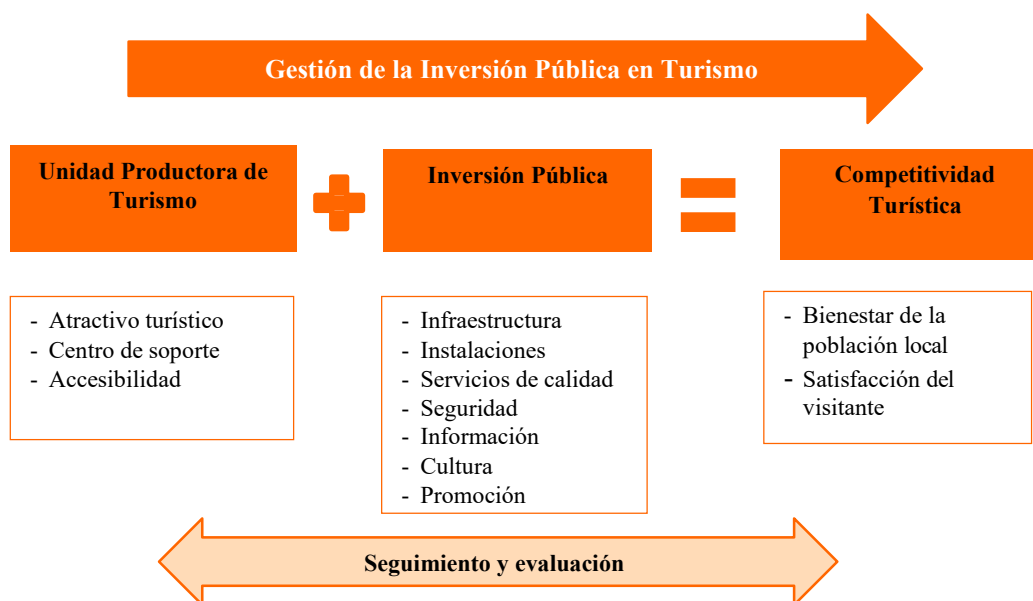 Gestión de la Inversión Pública en Turismo
Unidad Productora de
Turismo
Inversión Pública
Competitividad
Turística
- Atractivo turístico
- Centro de soporte
- Accesibilidad
- Infraestructura
- Instalaciones
- Servicios de calidad
- Seguridad
- Información
- Cultura
- Promoción
- Bienestar de la
población local
- Satisfacción del
visitante
Seguimiento y evaluación